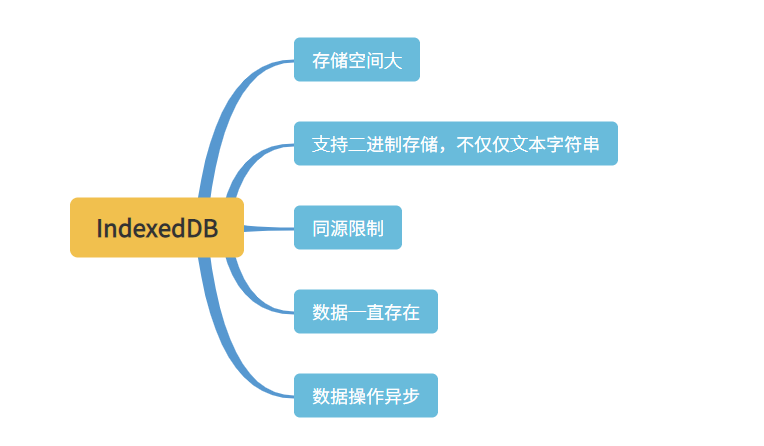 存储空间大
支持二进制存储，不仅仅文本字符串
IndexedDB
同源限制
数据一直存在
数据操作异步